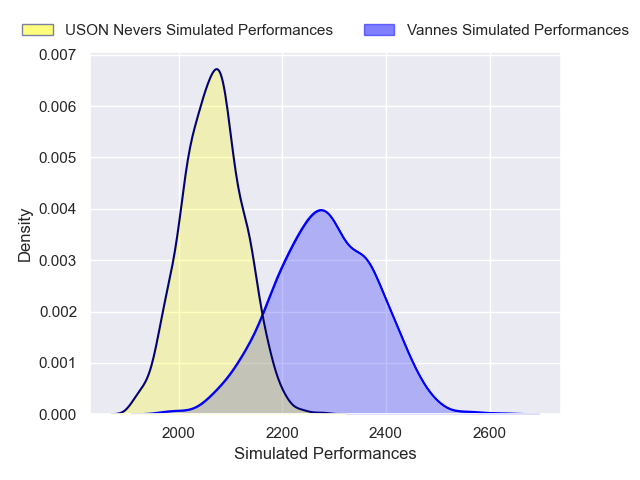 USON Nevers Simulated Performances
Vannes Simulated Performances
0.007
0.006
0.005
0.004
0.003
0.002
0.001
0.000
Density
2000 2200 2400 2600
Simulated Performances